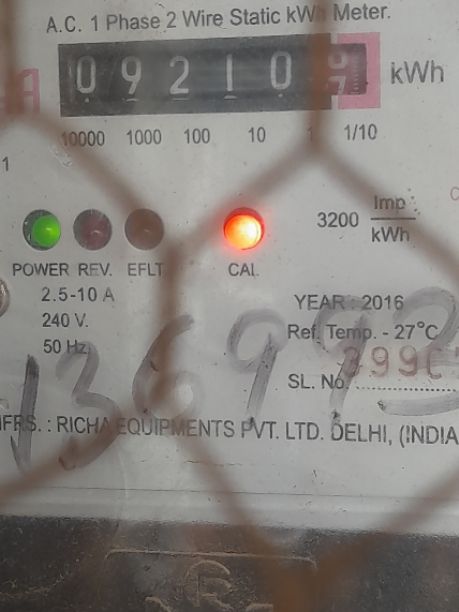 A.C. 1 Phase 2 Wire Static kWh Meter.
0 9 2 1 0 kWh
10000 1000 100 10 1 1/10
1
3200 Imp/kWh
POWER REV. EFLT CAL
2.5-10 A
YEAR : 2016
240 V.
Ref. Temp. - 27°C
50 Hz
SL. No.
MFRS. : RICHA EQUIPMENTS PVT. LTD. DELHI, (INDIA